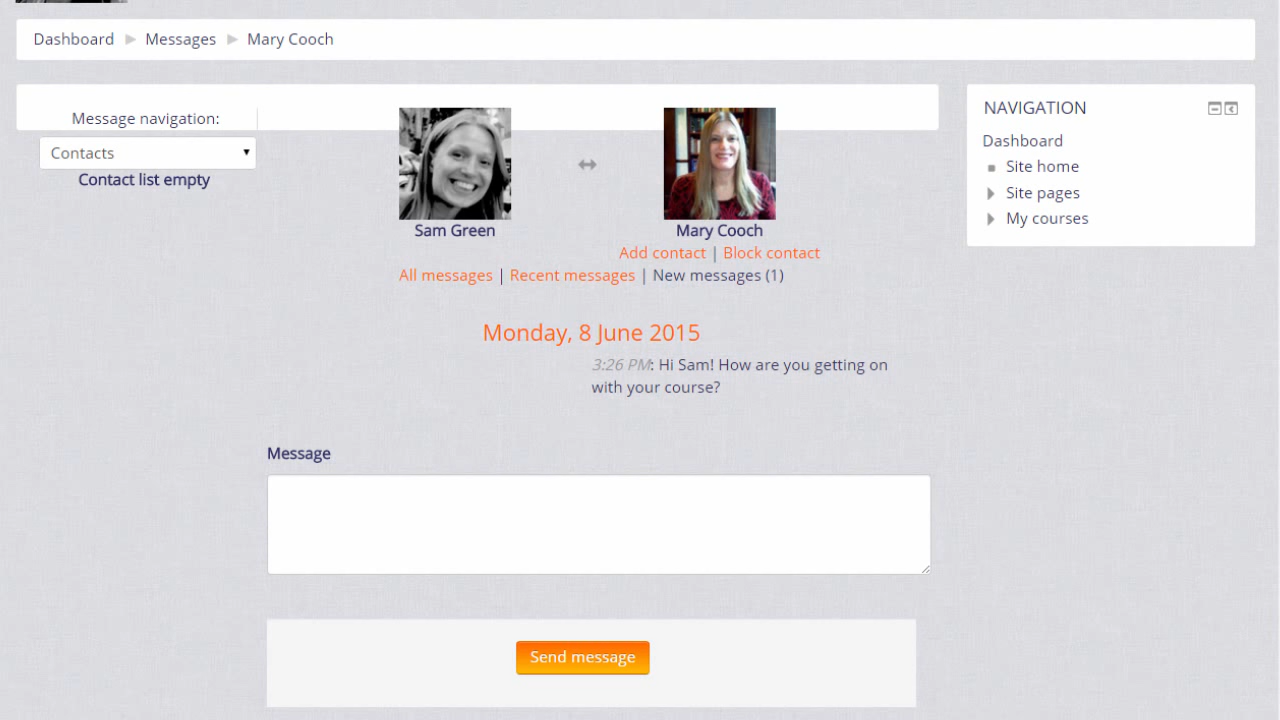 Dashboard Messages Mary Cooch
Message navigation:
Contacts
Contact list empty
Sam Green
Mary Cooch
Add contact | Block contact
All messages | Recent messages | New messages (1)
Monday, 8 June 2015
3:26 PM: Hi Sam! How are you getting on
with your course?
Message
Send message
NAVIGATION
Dashboard
Site home
Site pages
My courses